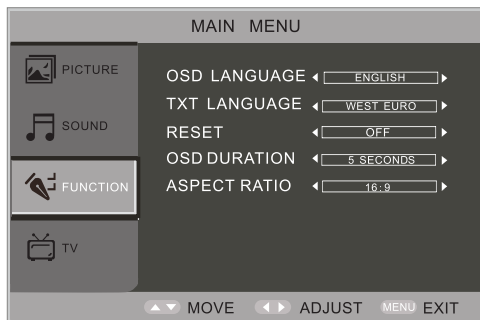 MAIN MENU
PICTURE
SOUND
FUNCTION
TV
OSD LANGUAGE ENGLISH
TXT LANGUAGE WEST EURO
RESET OFF
OSD DURATION 5 SECONDS
ASPECT RATIO 16:9
MOVE ADJUST MENU EXIT